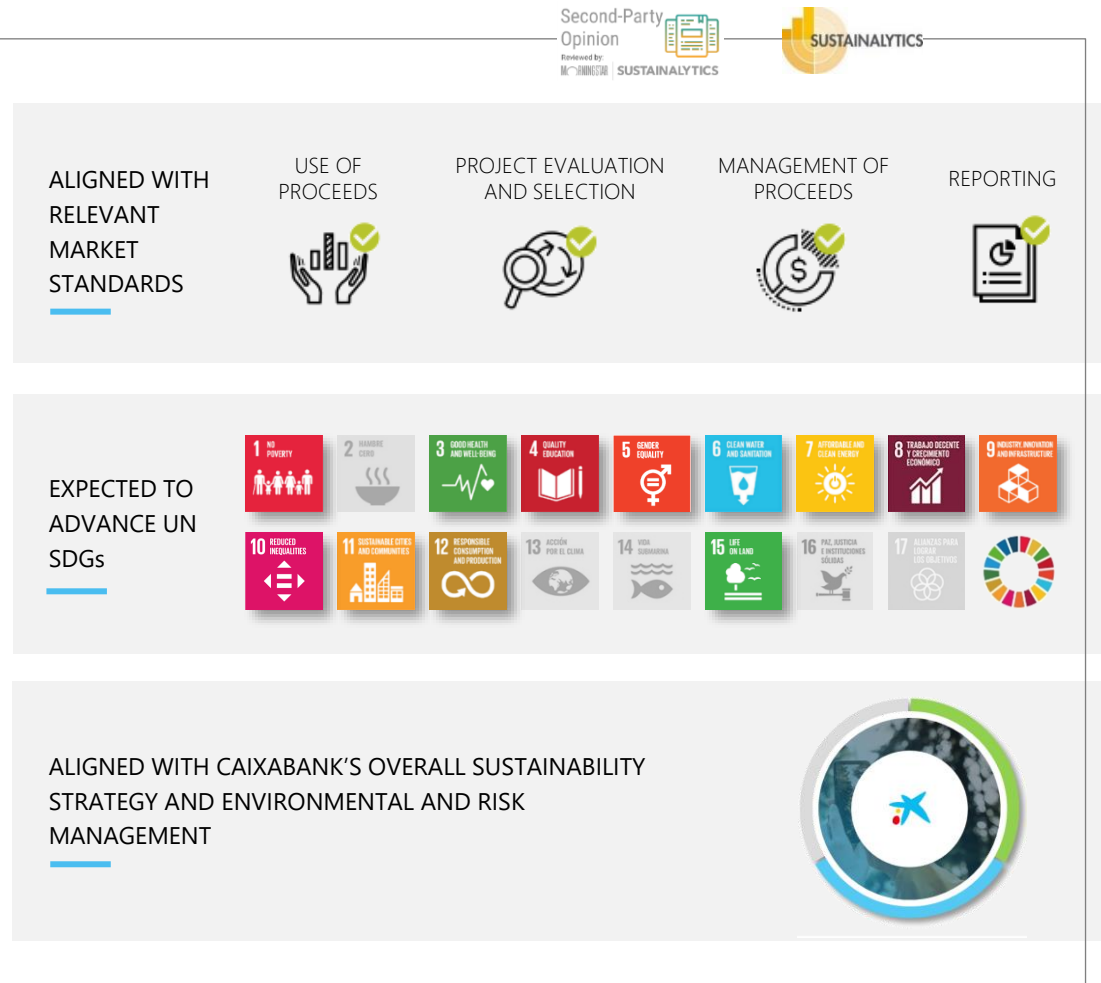 Second-Party
Opinion
Reviewed by:
MORNINGSTAR | SUSTAINALYTICS
SUSTAINALYTICS
ALIGNED WITH
RELEVANT
MARKET
STANDARDS
USE OF
PROCEEDS
PROJECT EVALUATION
AND SELECTION
MANAGEMENT OF
PROCEEDS
$
REPORTING
EXPECTED TO
ADVANCE UN
SDGs
1 NO
POVERTY
2 HAMBRE
CERO
3 GOOD HEALTH
AND WELL-BEING
4 QUALITY
EDUCATION
5 GENDER
EQUALITY
6 CLEAN WATER
AND SANITATION
7 AFFORDABLE AND
CLEAN ENERGY
8 TRABAJO DECENTE
Y CRECIMIENTO
ECONÓMICO
9 INDUSTRY, INNOVATION
AND INFRASTRUCTURE
10 REDUCED
INEQUALITIES
11 SUSTAINABLE CITIES
AND COMMUNITIES
12 RESPONSIBLE
CONSUMPTION
AND PRODUCTION
13 ACCIÓN
POR EL CLIMA
14 VIDA
SUBMARINA
15 LIFE
ON LAND
16 PAZ, JUSTICIA
E INSTITUCIONES
SÓLIDAS
17 ALIANZAS PARA
LOGRAR
LOS OBJETIVOS
ALIGNED WITH CAIXABANK'S OVERALL SUSTAINABILITY
STRATEGY AND ENVIRONMENTAL AND RISK
MANAGEMENT